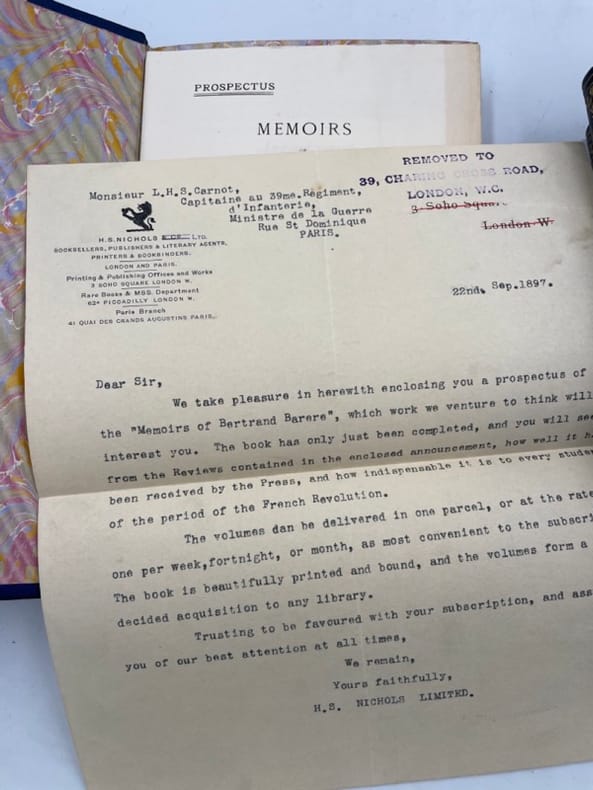 PROSPECTUS
MEMOIRS
REMOVED TO
39, CHARING CROSS ROAD,
LONDON, W.C.
3 Soho Squa
London W
Monsieur L.H.S.Carnot,
Capitaine au 39me.Régiment,
d'Infanterie,
Ministre de la Guerre
Rue St Dominique
PARIS.
H.S.NICHOLS LTD.
BOOKSELLERS, PUBLISHERS & LITERARY AGENTS,
PRINTERS & BOOKBINDERS.
LONDON AND PARIS.
Printing & Publishing Offices and Works
3 SOHO SQUARE LONDON W.
Rare Books & MSS. Department
62A PICCADILLY LONDON W.
Paris Branch
41 QUAI DES GRANDS AUGUSTINS PARIS.
22nd. Sep.1897.
Dear Sir,
We take pleasure in herewith enclosing you a prospectus of
the "Memoirs of Bertrand Barere", which work we venture to think will
interest you. The book has only just been completed, and you will see
from the Reviews contained in the enclosed announcement, how well it ha
been received by the Press, and how indispensable it is to every stude
of the period of the French Revolution.
The volumes dan be delivered in one parcel, or at the rate
one per week,fortnight, or month, as most convenient to the subscri
The book is beautifully printed and bound, and the volumes form a
decided acquisition to any library.
Trusting to be favoured with your subscription, and ass
you of our best attention at all times,
We remain,
Yours faithfully,
H.S. NICHOLS LIMITED.